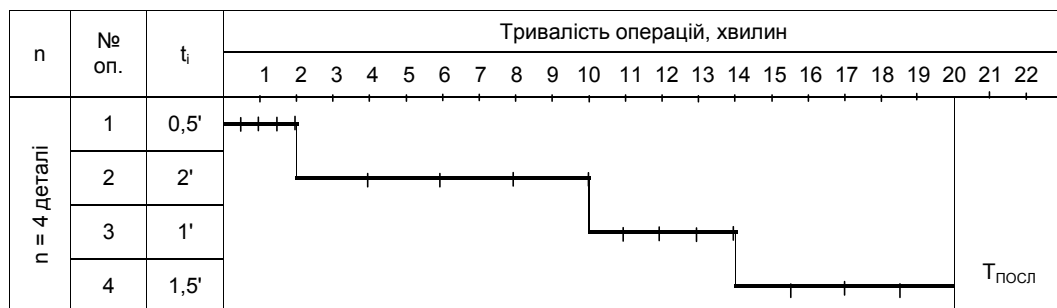 n
№
оп.
tᵢ
Тривалість операцій, хвилин
1 2 3 4 5 6 7 8 9 10 11 12 13 14 15 16 17 18 19 20 21 22
n = 4 деталі
1 0,5'
2 2'
3 1'
4 1,5'
Тпосл